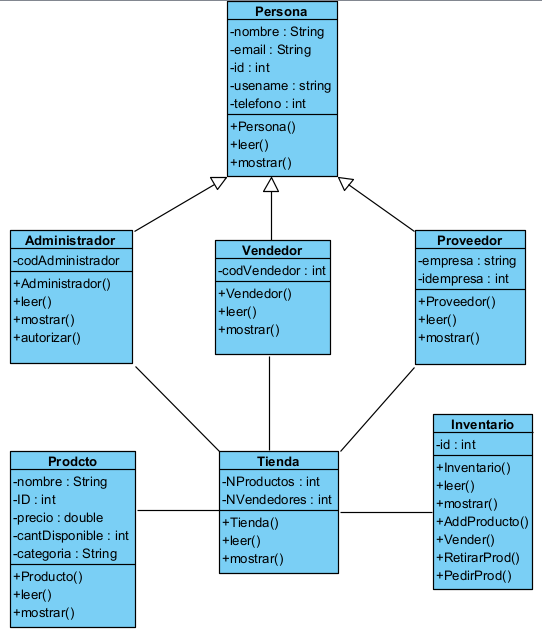 Persona
-nombre : String
-email : String
-id : int
-usename : string
-telefono : int
+Persona()
+leer()
+mostrar()
Administrador
-codAdministrador
+Administrador()
+leer()
+mostrar()
+autorizar()
Vendedor
-codVendedor : int
+Vendedor()
+leer()
+mostrar()
Proveedor
-empresa : string
-idempresa : int
+Proveedor()
+leer()
+mostrar()
Prodcto
-nombre : String
-ID : int
-precio : double
-cantDisponible : int
-categoria : String
+Producto()
+leer()
+mostrar()
Tienda
-NProductos : int
-NVendedores : int
+Tienda()
+leer()
+mostrar()
Inventario
-id : int
+Inventario()
+leer()
+mostrar()
+AddProducto()
+Vender()
+RetirarProd()
+PedirProd()